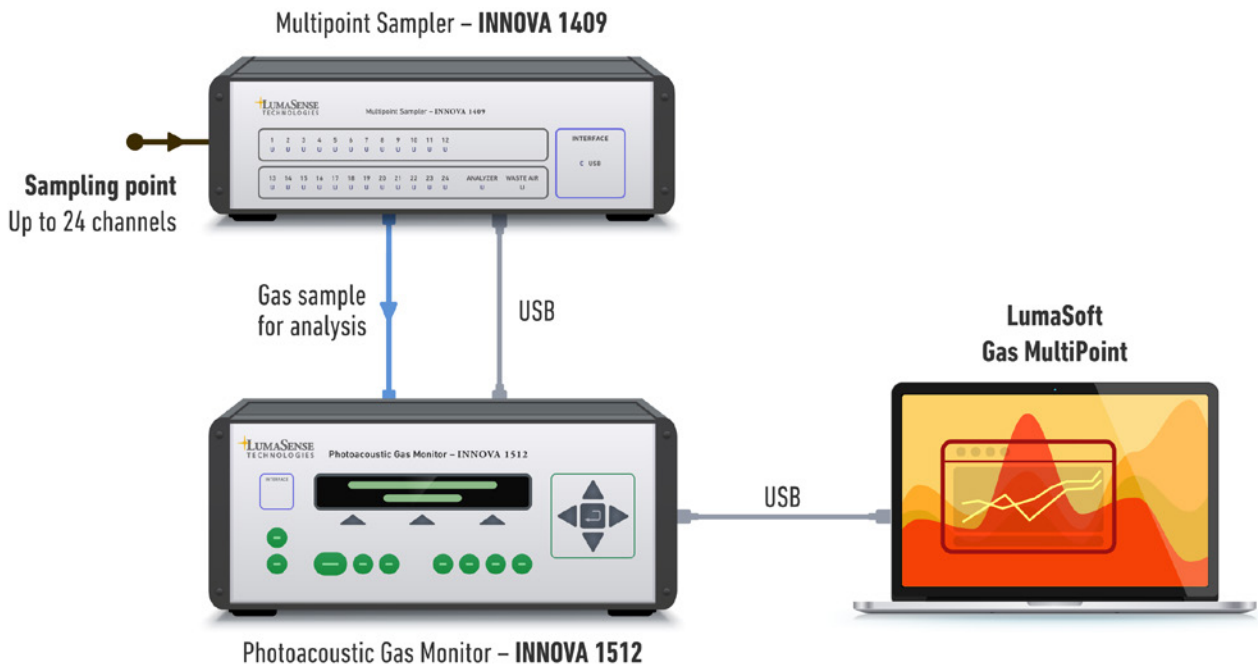 Multipoint Sampler – INNOVA 1409
LUMASENSE
TECHNOLOGIES
Multipoint Sampler – INNOVA 1409
1 2 3 4 5 6 7 8 9 10 11 12
U U U U U U U U U U U U
INTERFACE
C USB
13 14 15 16 17 18 19 20 21 22 23 24 ANALYZER WASTE AIR
U U U U U U U U U U U U U U
Sampling point
Up to 24 channels
Gas sample
for analysis
USB
LumaSoft
Gas MultiPoint
LUMASENSE
TECHNOLOGIES
Photoacoustic Gas Monitor – INNOVA 1512
INTERFACE
USB
Photoacoustic Gas Monitor – INNOVA 1512